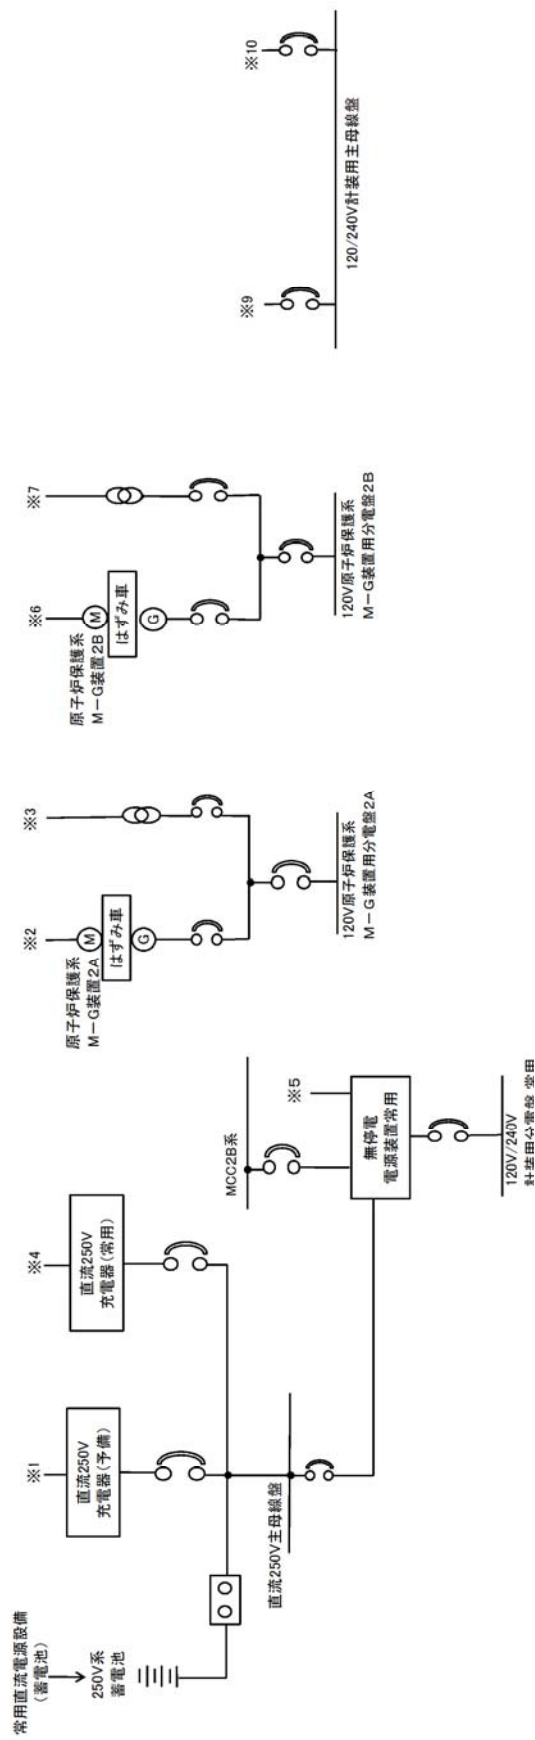 常用直流電源設備
(蓄電池)
250V系
蓄電池
※1
直流250V
充電器(予備)
※4
直流250V
充電器(常用)
直流250V主母線盤
MCC2B系
※5
無停電
電源装置常用
120V/240V
計装用分電盤 常用
※2
原子炉保護系
M－G装置2A
M
はずみ車
G
※3
120V原子炉保護系
M－G装置用分電盤2A
※6
原子炉保護系
M－G装置2B
M
はずみ車
G
※7
120V原子炉保護系
M－G装置用分電盤2B
※9
※10
120/240V計装用主母線盤